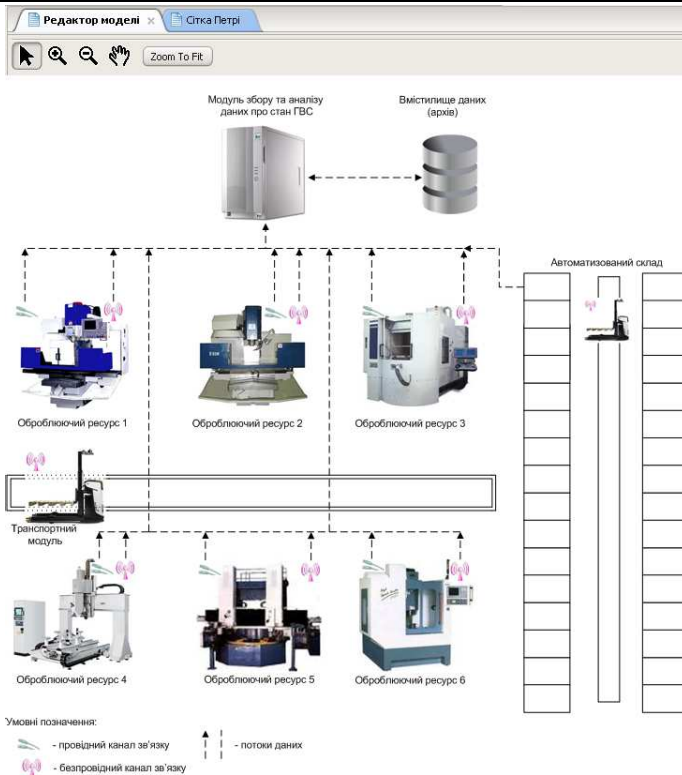 Редактор моделі
Сітка Петрі
Zoom To Fit
Модуль збору та аналізу
даних про стан ГВС
Вмістилище даних
(архів)
Автоматизований склад
Оброблюючий ресурс 1
Оброблюючий ресурс 2
Оброблюючий ресурс 3
Транспортний
модуль
Оброблюючий ресурс 4
Оброблюючий ресурс 5
Оброблюючий ресурс 6
Умовні позначення:
- провідний канал зв'язку
- потоки даних
- безпровідний канал зв'язку